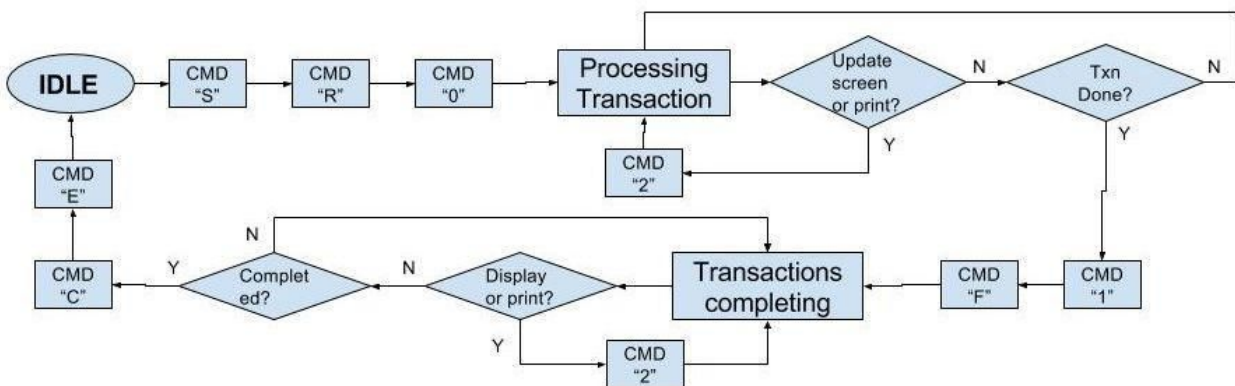 IDLE
CMD
“S”
CMD
“R”
CMD
“0”
Processing
Transaction
Update
screen
or print?
N
Txn
Done?
N
Y
CMD
“2”
Y
CMD
“1”
CMD
“F”
Transactions
completing
Display
or print?
Y
CMD
“2”
N
Complet
ed?
N
Y
CMD
“C”
CMD
“E”